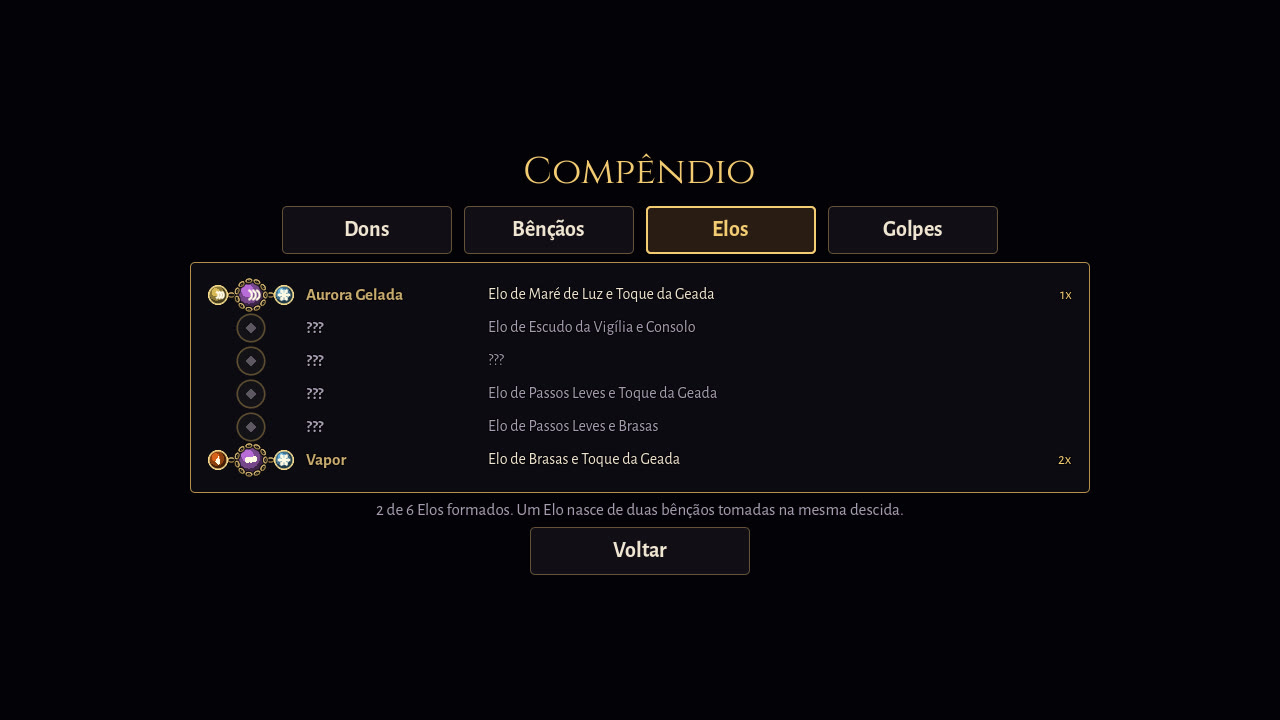 Compêndio
Dons Bênçãos Elos Golpes
Aurora Gelada Elo de Maré de Luz e Toque da Geada 1x
??? Elo de Escudo da Vigília e Consolo
??? ???
??? Elo de Passos Leves e Toque da Geada
??? Elo de Passos Leves e Brasas
Vapor Elo de Brasas e Toque da Geada 2x
2 de 6 Elos formados. Um Elo nasce de duas bênçãos tomadas na mesma descida.
Voltar